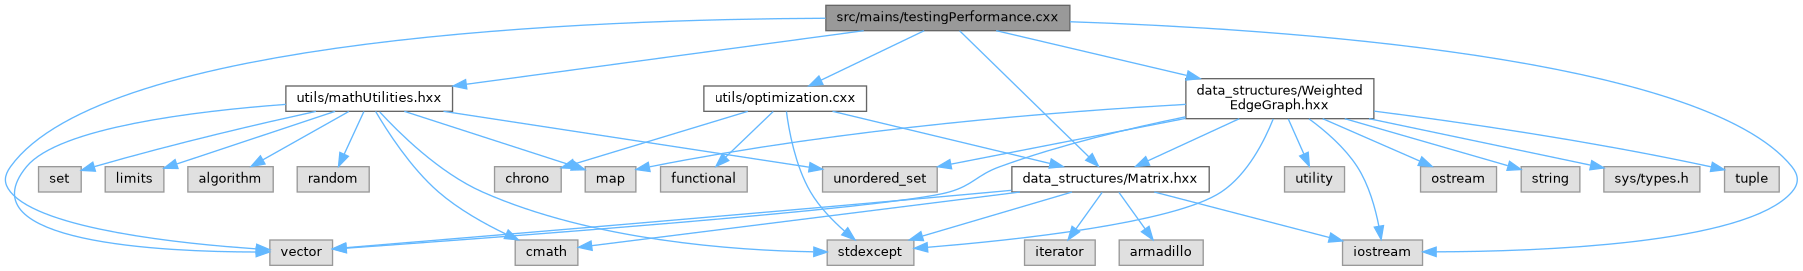 src/mains/testingPerformance.cxx
utils/mathUtilities.hxx
utils/optimization.cxx
data_structures/Weighted
EdgeGraph.hxx
set
limits
algorithm
random
chrono
map
functional
unordered_set
data_structures/Matrix.hxx
utility
ostream
string
sys/types.h
tuple
vector
cmath
stdexcept
iterator
armadillo
iostream